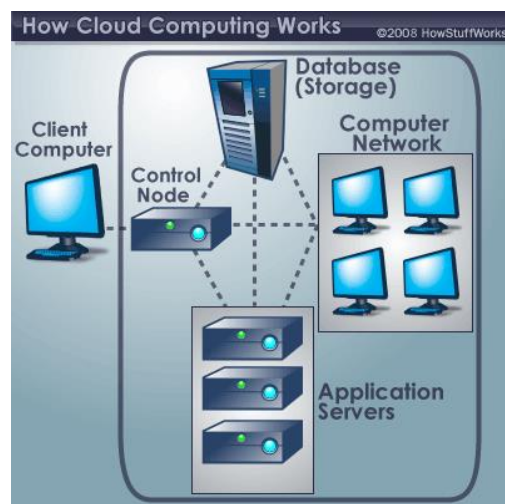 How Cloud Computing Works
©2008 HowStuffWorks
Database
(Storage)
Client
Computer
Computer
Network
Control
Node
Application
Servers